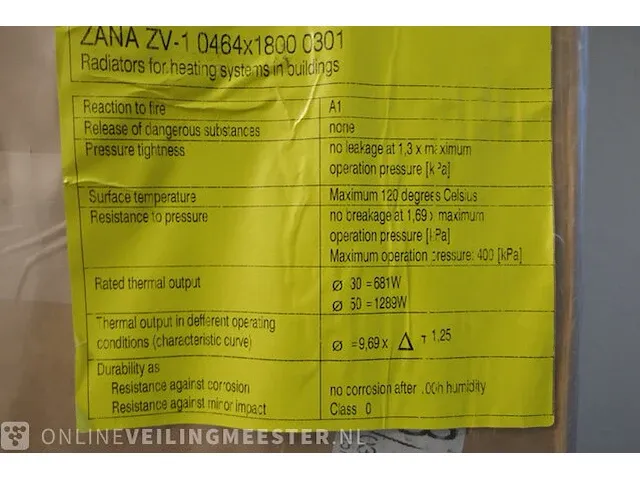 ZANA ZV-1 0464x1800 0301
Radiators for heating systems in buildings
Reaction to fire A1
Release of dangerous substances none
Pressure tightness no leakage at 1,3 x maximum
operation pressure [kPa]
Surface temperature Maximum 120 degrees Celsius
Resistance to pressure no breakage at 1,69x maximum
operation pressure [kPa]
Maximum operation pressure: 400 [kPa]
Rated thermal output ø 30 =681W
ø 50 =1289W
Thermal output in different operating
conditions (characteristic curve) ø =9,69 x Δ T 1,25
Durability as
Resistance against corrosion no corrosion after 100h humidity
Resistance against minor impact Class 0
ONLINEVEILINGMEESTER.NL